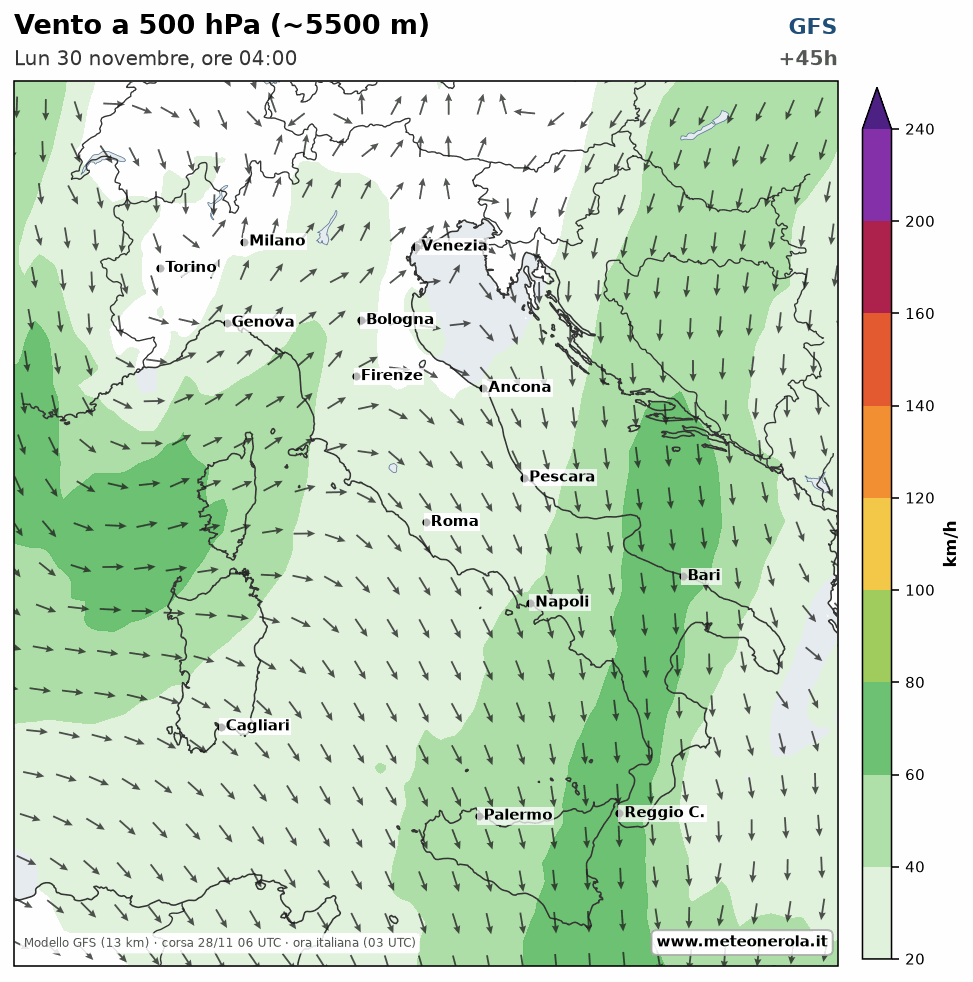 Vento a 500 hPa (~5500 m)
GFS
Lun 30 novembre, ore 04:00
+45h
Milano
Venezia
Torino
Genova
Bologna
Firenze
Ancona
Pescara
Roma
Bari
Napoli
Cagliari
Palermo
Reggio C.
240
200
160
140
120
100
80
60
40
20
km/h
Modello GFS (13 km) · corsa 28/11 06 UTC · ora italiana (03 UTC)
www.meteonerola.it